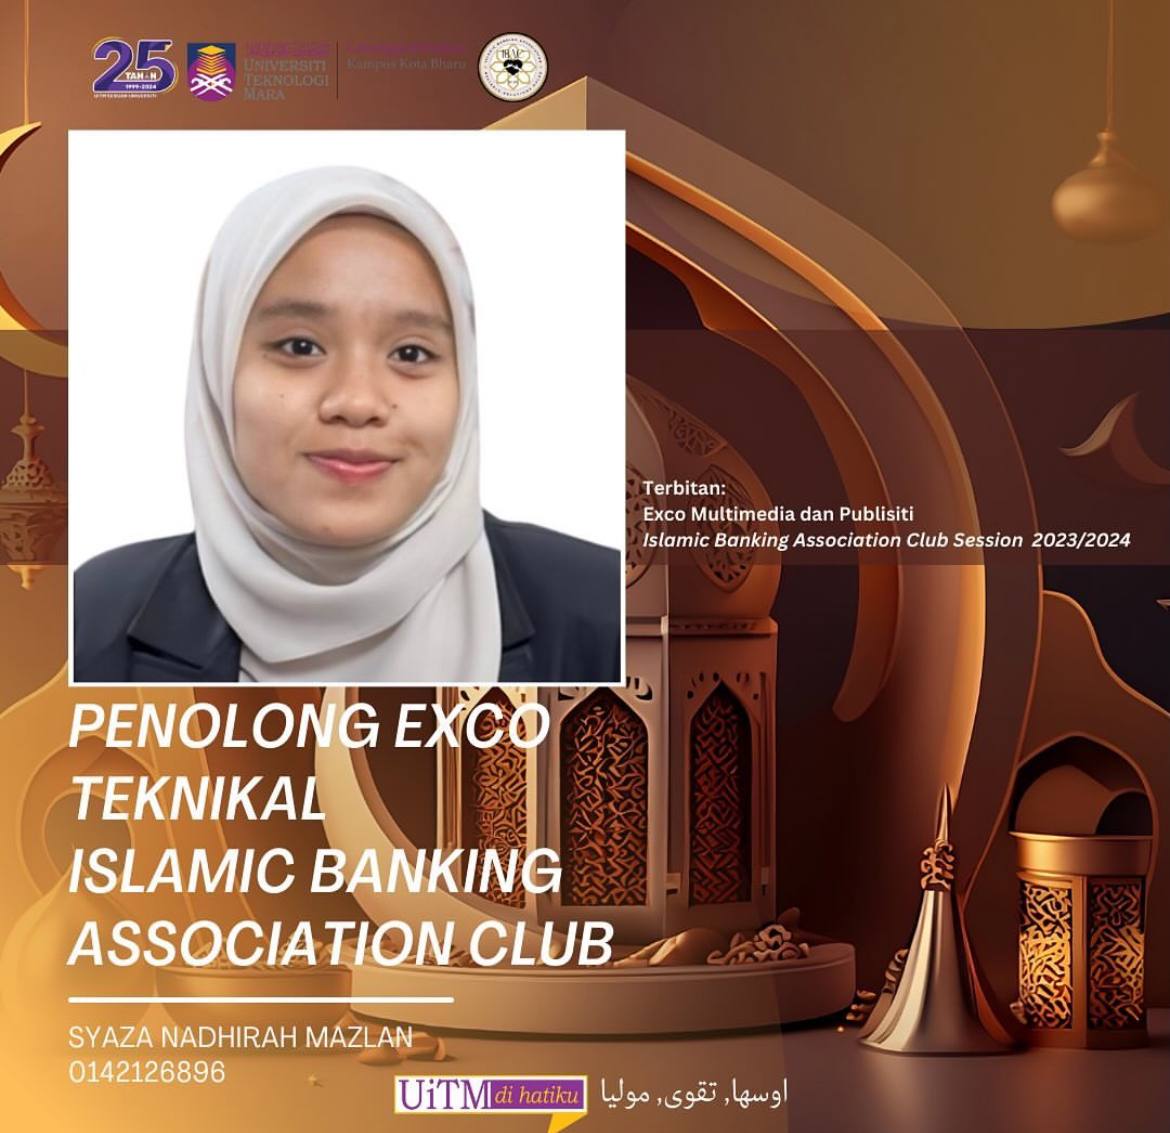 25
TAHUN
1999-2024
UNIVERSITI
TEKNOLOGI
MARA
Kampus Kota Bharu
Terbitan:
Exco Multimedia dan Publisiti
Islamic Banking Association Club Session 2023/2024
PENOLONG EXCO
TEKNIKAL
ISLAMIC BANKING
ASSOCIATION CLUB
SYAZA NADHIRAH MAZLAN
0142126896
UiTM di hatiku
اوسها, تقوى, موليا